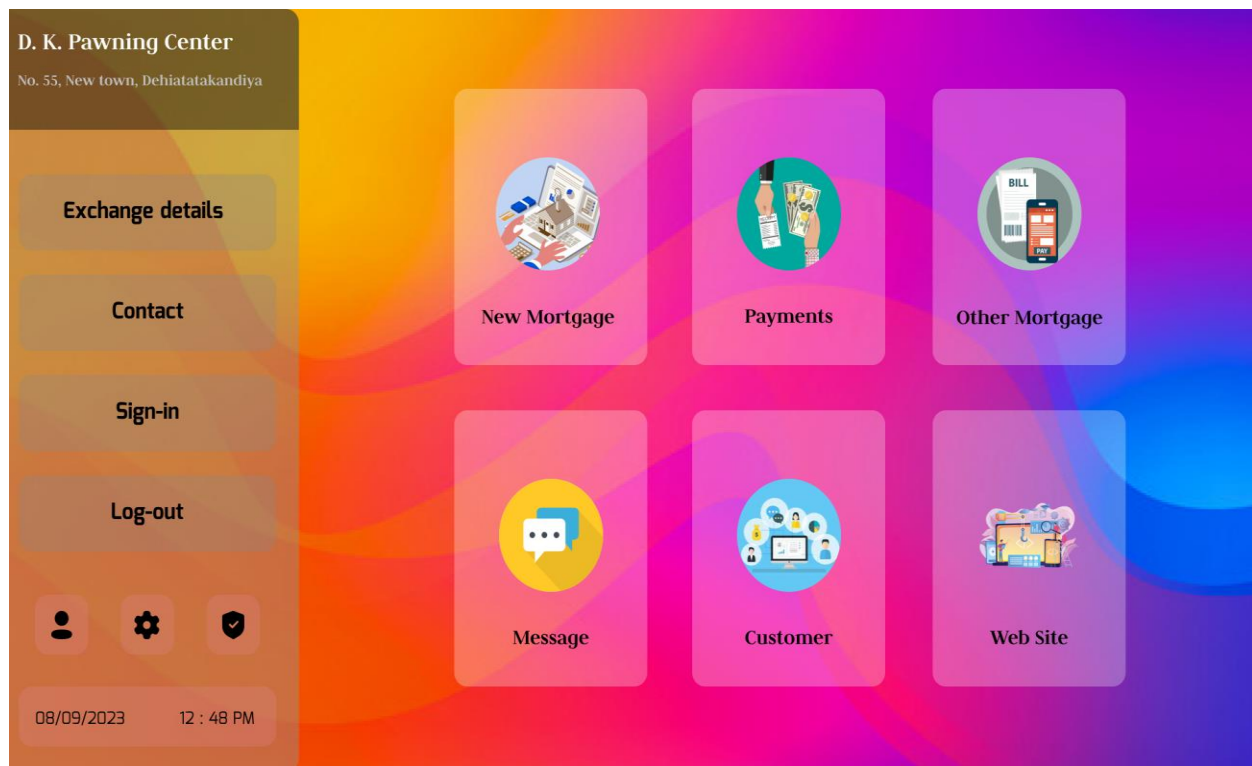 D. K. Pawning Center
No. 55, New town, Dehiatatakandiya
Exchange details
Contact
Sign-in
Log-out
08/09/2023 12 : 48 PM
New Mortgage
Payments
BILL
PAY
Other Mortgage
Message
Customer
Web Site